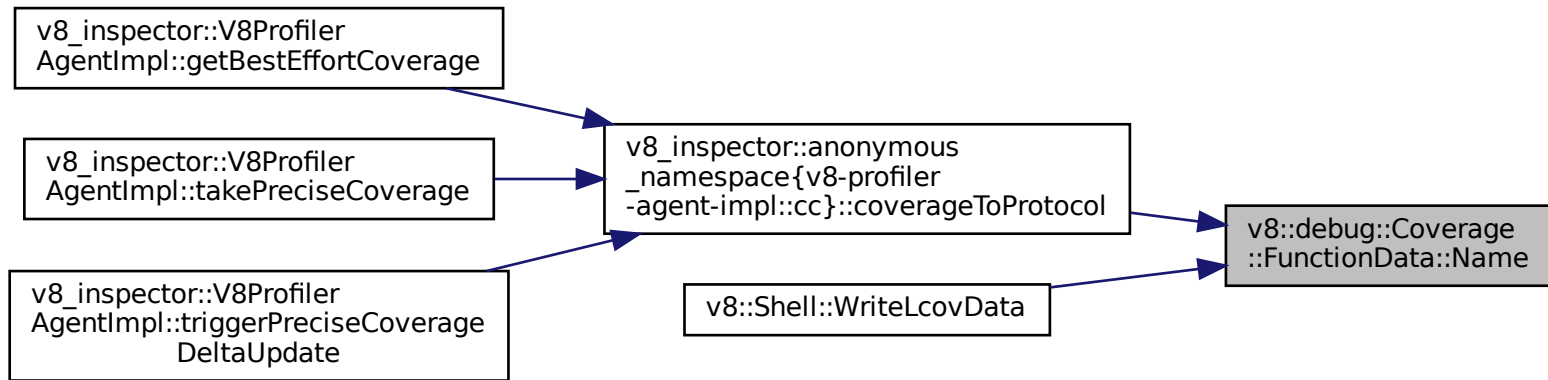 v8_inspector::V8Profiler
AgentImpl::getBestEffortCoverage
v8_inspector::V8Profiler
AgentImpl::takePreciseCoverage
v8_inspector::V8Profiler
AgentImpl::triggerPreciseCoverage
DeltaUpdate
v8_inspector::anonymous
_namespace{v8-profiler
-agent-impl::cc}::coverageToProtocol
v8::Shell::WriteLcovData
v8::debug::Coverage
::FunctionData::Name